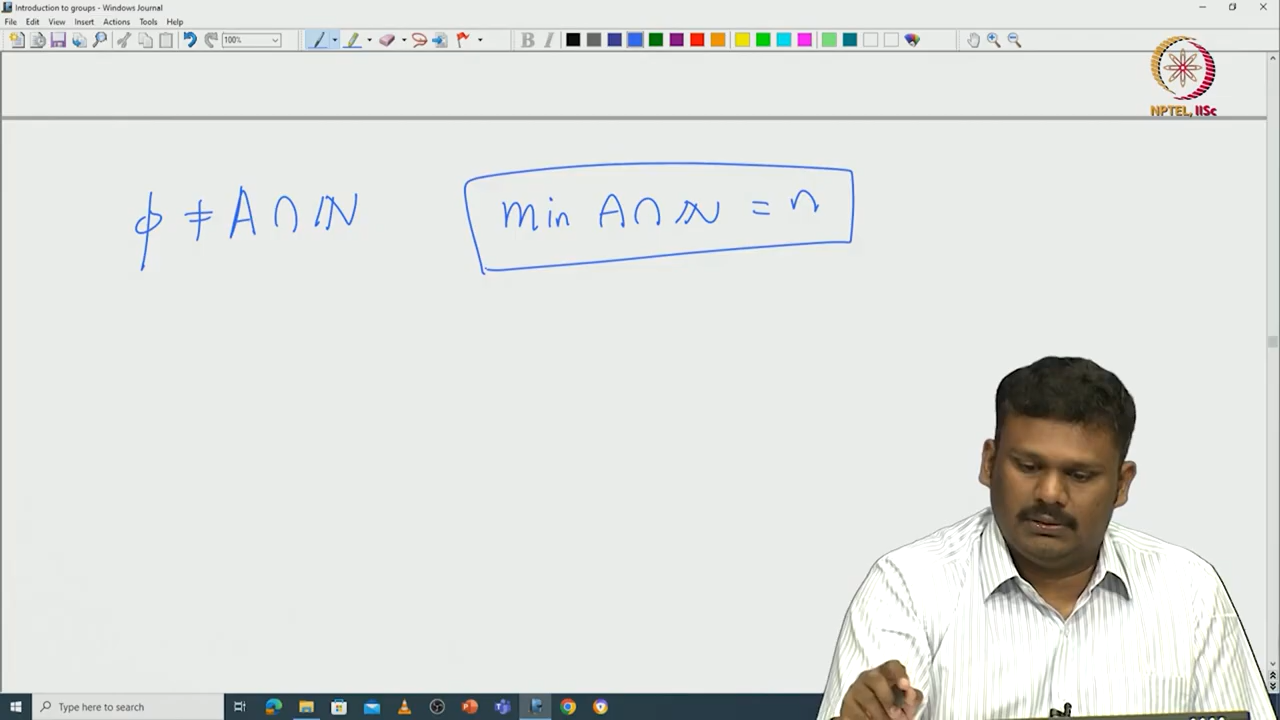 Introduction to groups - Windows Journal
File Edit View Insert Actions Tools Help
100%
B I
NPTEL, IISc
ϕ ≠ A ∩ ℕ
min A ∩ ℕ = n
Type here to search